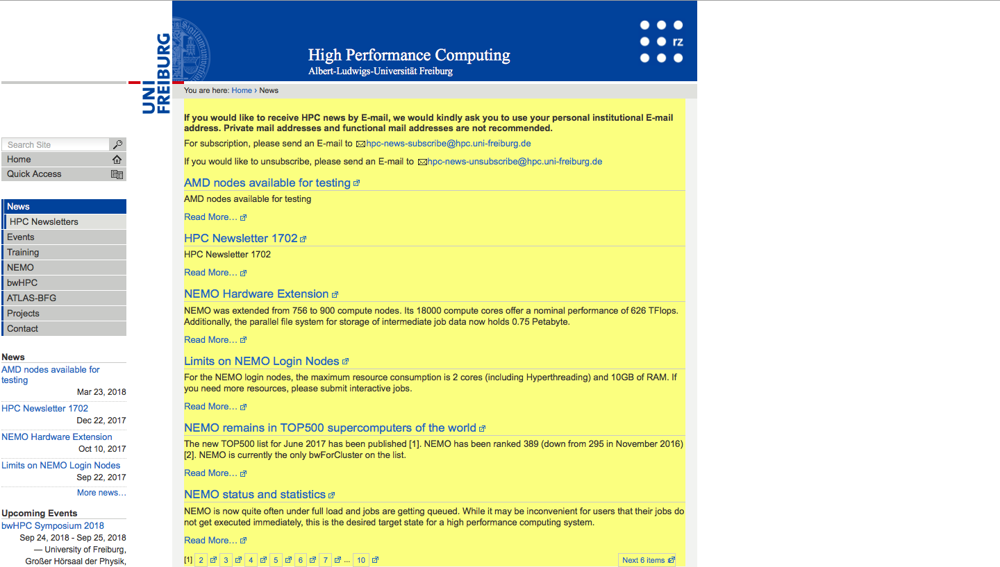 UNI
FREIBURG
High Performance Computing
Albert-Ludwigs-Universität Freiburg
rz
You are here: Home › News
Search Site
Home
Quick Access
News
HPC Newsletters
Events
Training
NEMO
bwHPC
ATLAS-BFG
Projects
Contact
News
AMD nodes available for
testing
Mar 23, 2018
HPC Newsletter 1702
Dec 22, 2017
NEMO Hardware Extension
Oct 10, 2017
Limits on NEMO Login Nodes
Sep 22, 2017
More news…
Upcoming Events
bwHPC Symposium 2018
Sep 24, 2018 - Sep 25, 2018
— University of Freiburg,
Großer Hörsaal der Physik,
If you would like to receive HPC news by E-mail, we would kindly ask you to use your personal institutional E-mail
address. Private mail addresses and functional mail addresses are not recommended.
For subscription, please send an E-mail to hpc-news-subscribe@hpc.uni-freiburg.de
If you would like to unsubscribe, please send an E-mail to hpc-news-unsubscribe@hpc.uni-freiburg.de
AMD nodes available for testing
AMD nodes available for testing
Read More…
HPC Newsletter 1702
HPC Newsletter 1702
Read More…
NEMO Hardware Extension
NEMO was extended from 756 to 900 compute nodes. Its 18000 compute cores offer a nominal performance of 626 TFlops.
Additionally, the parallel file system for storage of intermediate job data now holds 0.75 Petabyte.
Read More…
Limits on NEMO Login Nodes
For the NEMO login nodes, the maximum resource consumption is 2 cores (including Hyperthreading) and 10GB of RAM. If
you need more resources, please submit interactive jobs.
Read More…
NEMO remains in TOP500 supercomputers of the world
The new TOP500 list for June 2017 has been published [1]. NEMO has been ranked 389 (down from 295 in November 2016)
[2]. NEMO is currently the only bwForCluster on the list.
Read More…
NEMO status and statistics
NEMO is now quite often under full load and jobs are getting queued. While it may be inconvenient for users that their jobs do
not get executed immediately, this is the desired target state for a high performance computing system.
Read More…
[1] 2 3 4 5 6 7 ... 10 Next 6 items »